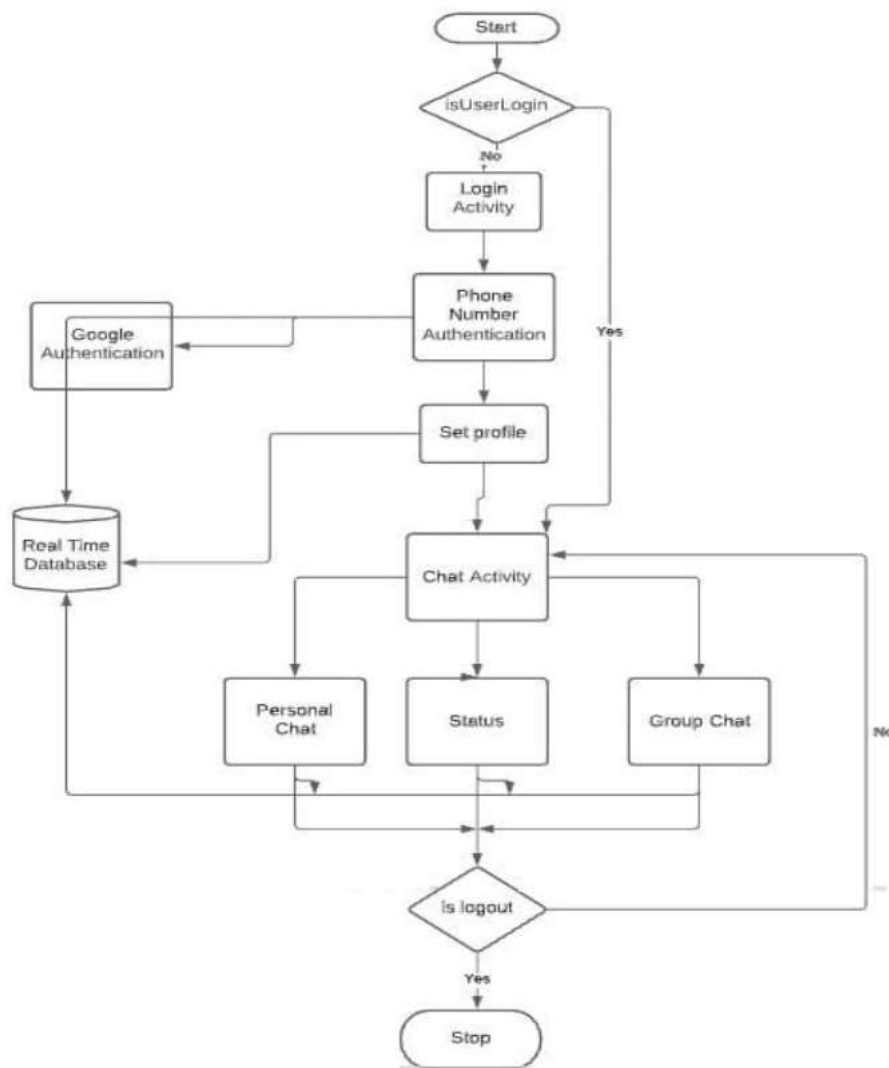 Start
isUserLogin
No
Login
Activity
Phone
Number
Authentication
Google
Authentication
Yes
Set profile
Real Time
Database
Chat Activity
Personal
Chat
Status
Group Chat
No
is logout
Yes
Stop